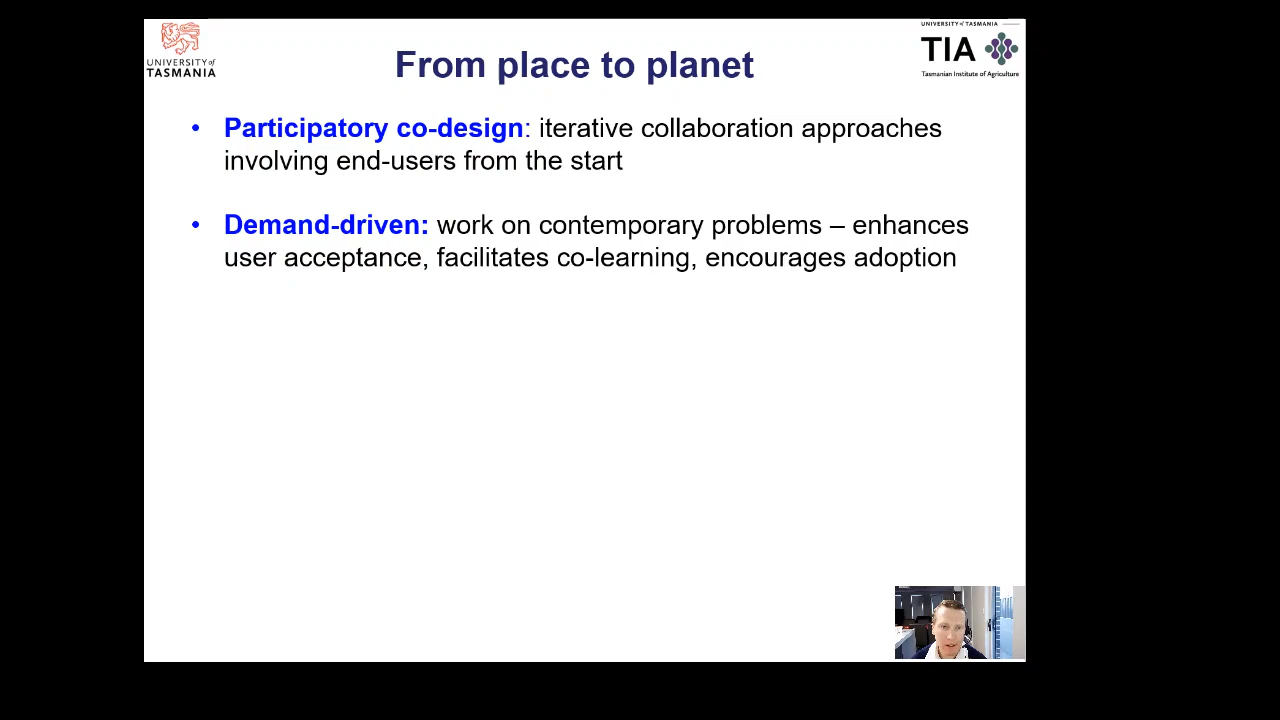 UNIVERSITY of
TASMANIA
From place to planet
UNIVERSITY of TASMANIA
TIA
Tasmanian Institute of Agriculture
• Participatory co-design: iterative collaboration approaches
involving end-users from the start
• Demand-driven: work on contemporary problems – enhances
user acceptance, facilitates co-learning, encourages adoption